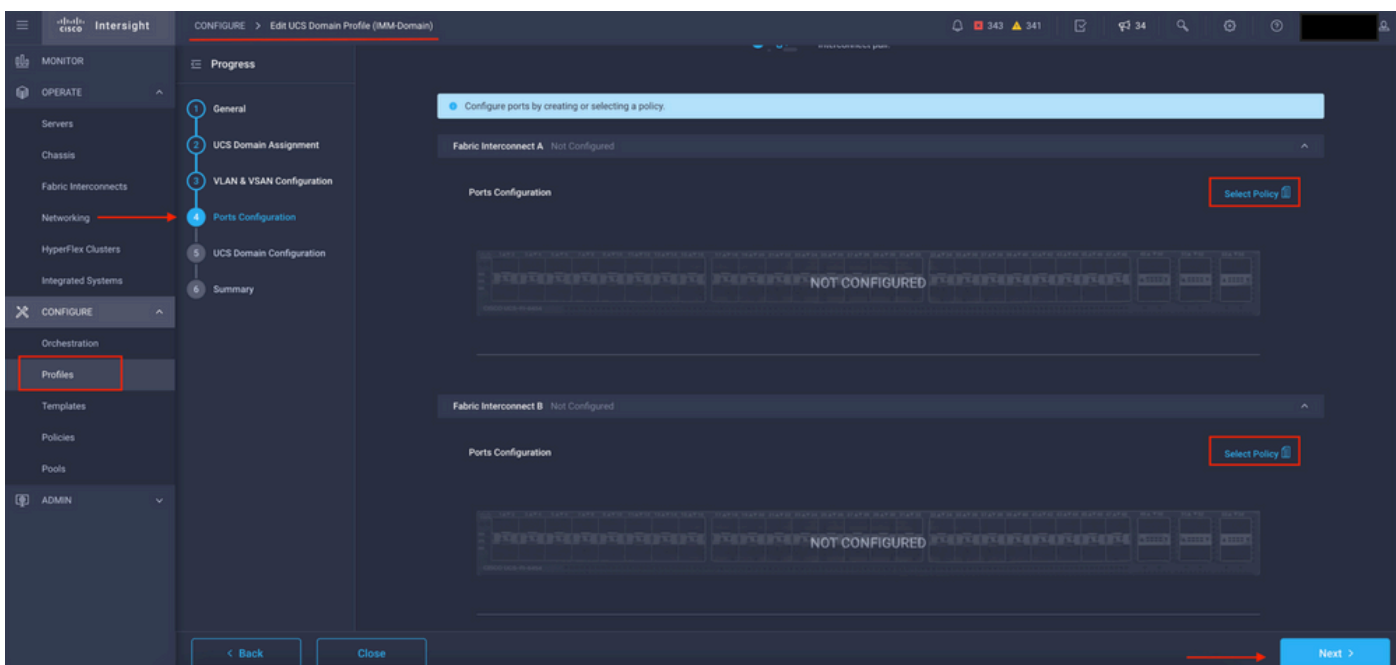 cisco Intersight
CONFIGURE > Edit UCS Domain Profile (IMM-Domain)
343 341
34
MONITOR
OPERATE
Servers
Chassis
Fabric Interconnects
Networking
HyperFlex Clusters
Integrated Systems
CONFIGURE
Orchestration
Profiles
Templates
Policies
Pools
ADMIN
Progress
1 General
2 UCS Domain Assignment
3 VLAN & VSAN Configuration
4 Ports Configuration
5 UCS Domain Configuration
6 Summary
Interconnect pair.
Configure ports by creating or selecting a policy.
Fabric Interconnect A Not Configured
Ports Configuration
Select Policy
NOT CONFIGURED
Fabric Interconnect B Not Configured
Ports Configuration
Select Policy
NOT CONFIGURED
< Back
Close
Next >